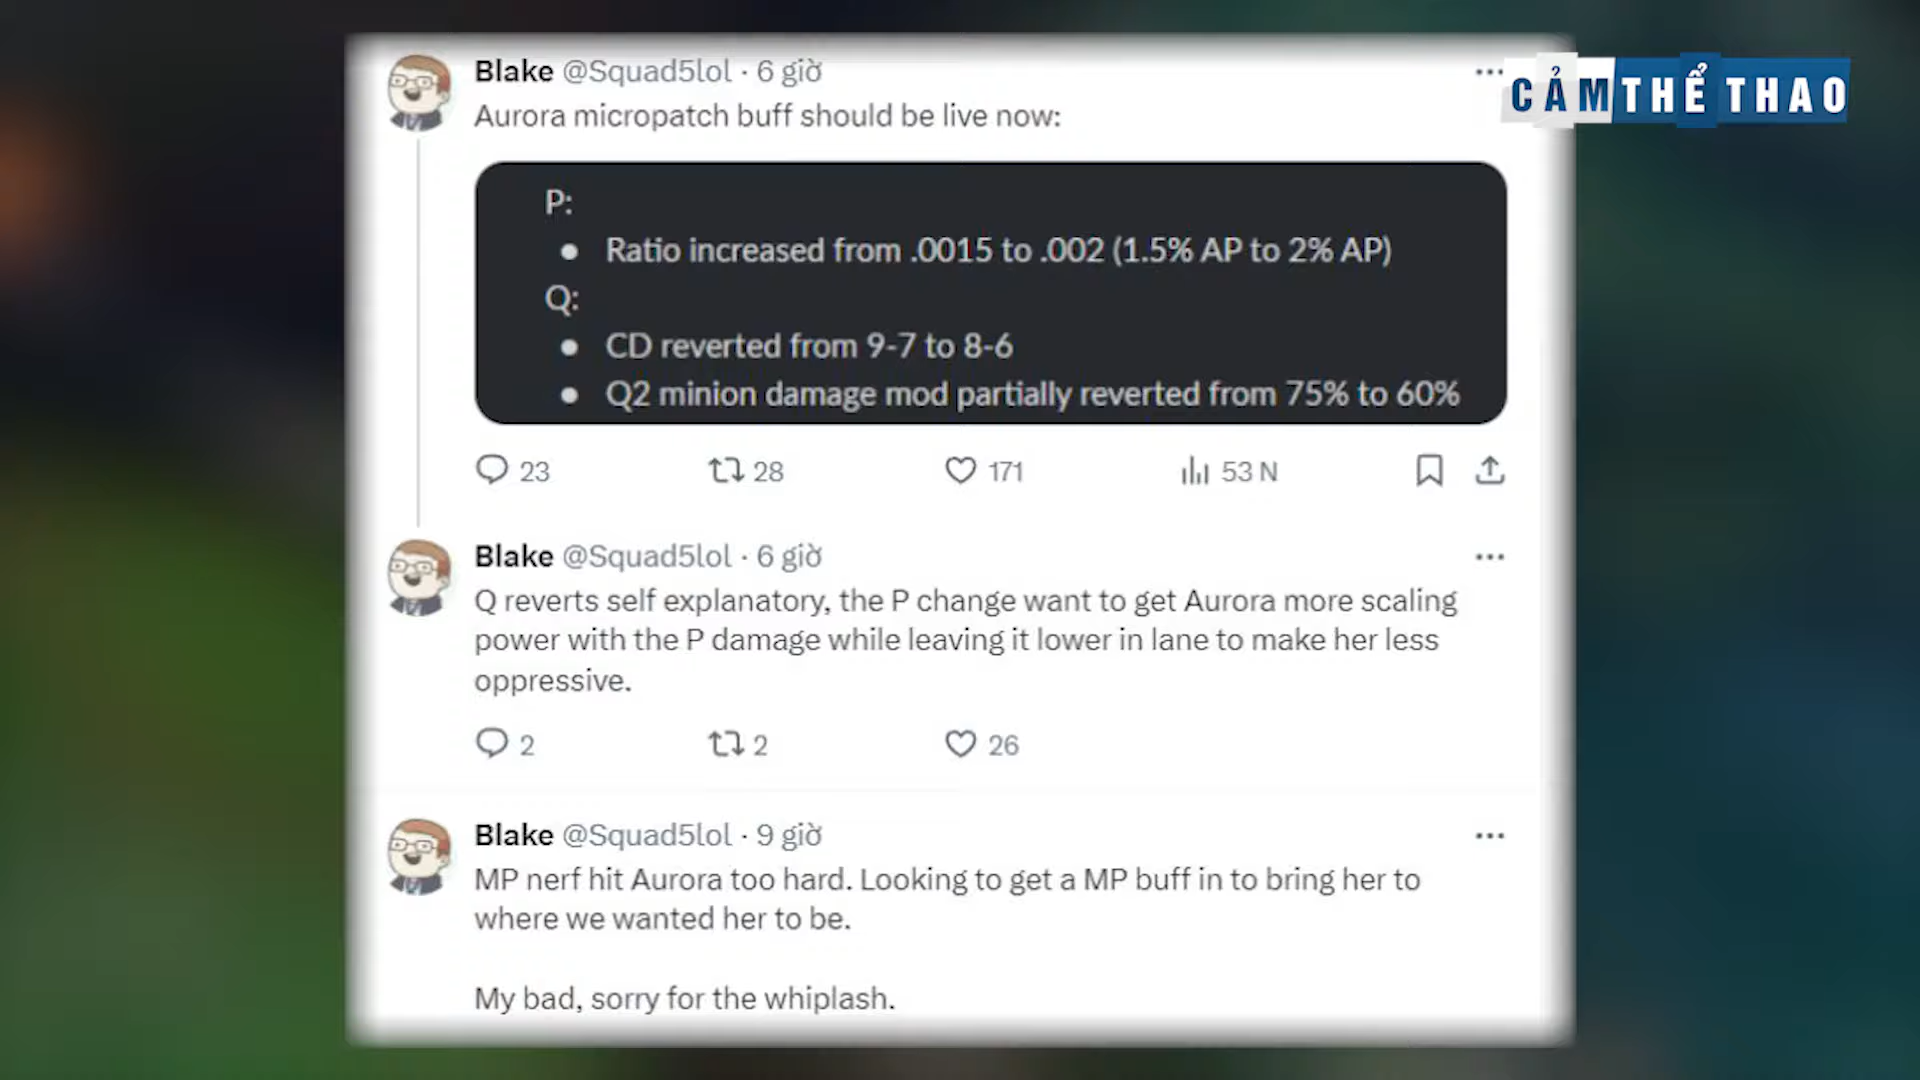 Blake @Squad5lol · 6 giờ
CẢM THỂ THAO
Aurora micropatch buff should be live now:
P:
● Ratio increased from .0015 to .002 (1.5% AP to 2% AP)
Q:
● CD reverted from 9-7 to 8-6
● Q2 minion damage mod partially reverted from 75% to 60%
23 28 171 53 N
Blake @Squad5lol · 6 giờ
Q reverts self explanatory, the P change want to get Aurora more scaling
power with the P damage while leaving it lower in lane to make her less
oppressive.
2 2 26
Blake @Squad5lol · 9 giờ
MP nerf hit Aurora too hard. Looking to get a MP buff in to bring her to
where we wanted her to be.
My bad, sorry for the whiplash.